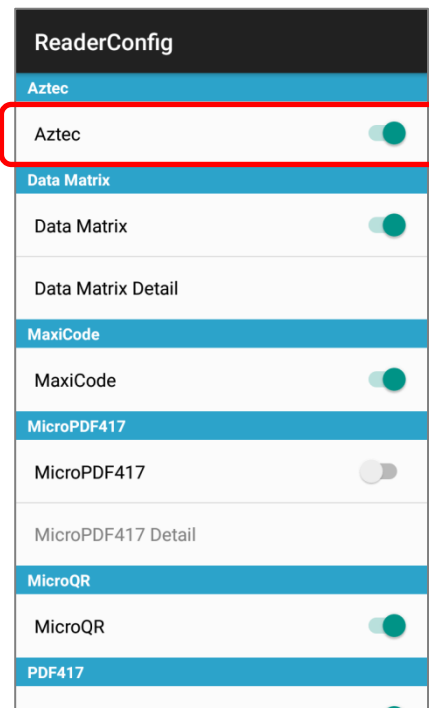 ReaderConfig
Aztec
Aztec
Data Matrix
Data Matrix
Data Matrix Detail
MaxiCode
MaxiCode
MicroPDF417
MicroPDF417
MicroPDF417 Detail
MicroQR
MicroQR
PDF417